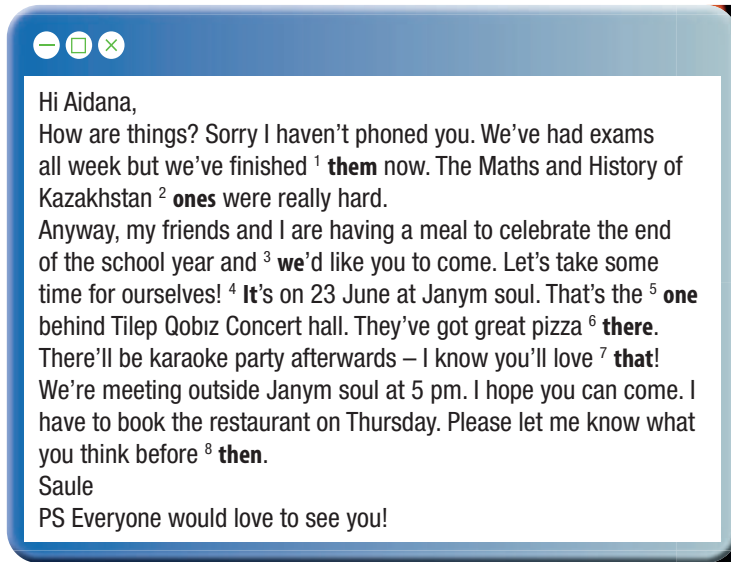 Hi Aidana,
How are things? Sorry I haven't phoned you. We've had exams
all week but we've finished ¹ them now. The Maths and History of
Kazakhstan ² ones were really hard.
Anyway, my friends and I are having a meal to celebrate the end
of the school year and ³ we'd like you to come. Let's take some
time for ourselves! ⁴ It's on 23 June at Janym soul. That's the ⁵ one
behind Tilep Qobız Concert hall. They've got great pizza ⁶ there.
There'll be karaoke party afterwards – I know you'll love ⁷ that!
We're meeting outside Janym soul at 5 pm. I hope you can come. I
have to book the restaurant on Thursday. Please let me know what
you think before ⁸ then.
Saule
PS Everyone would love to see you!